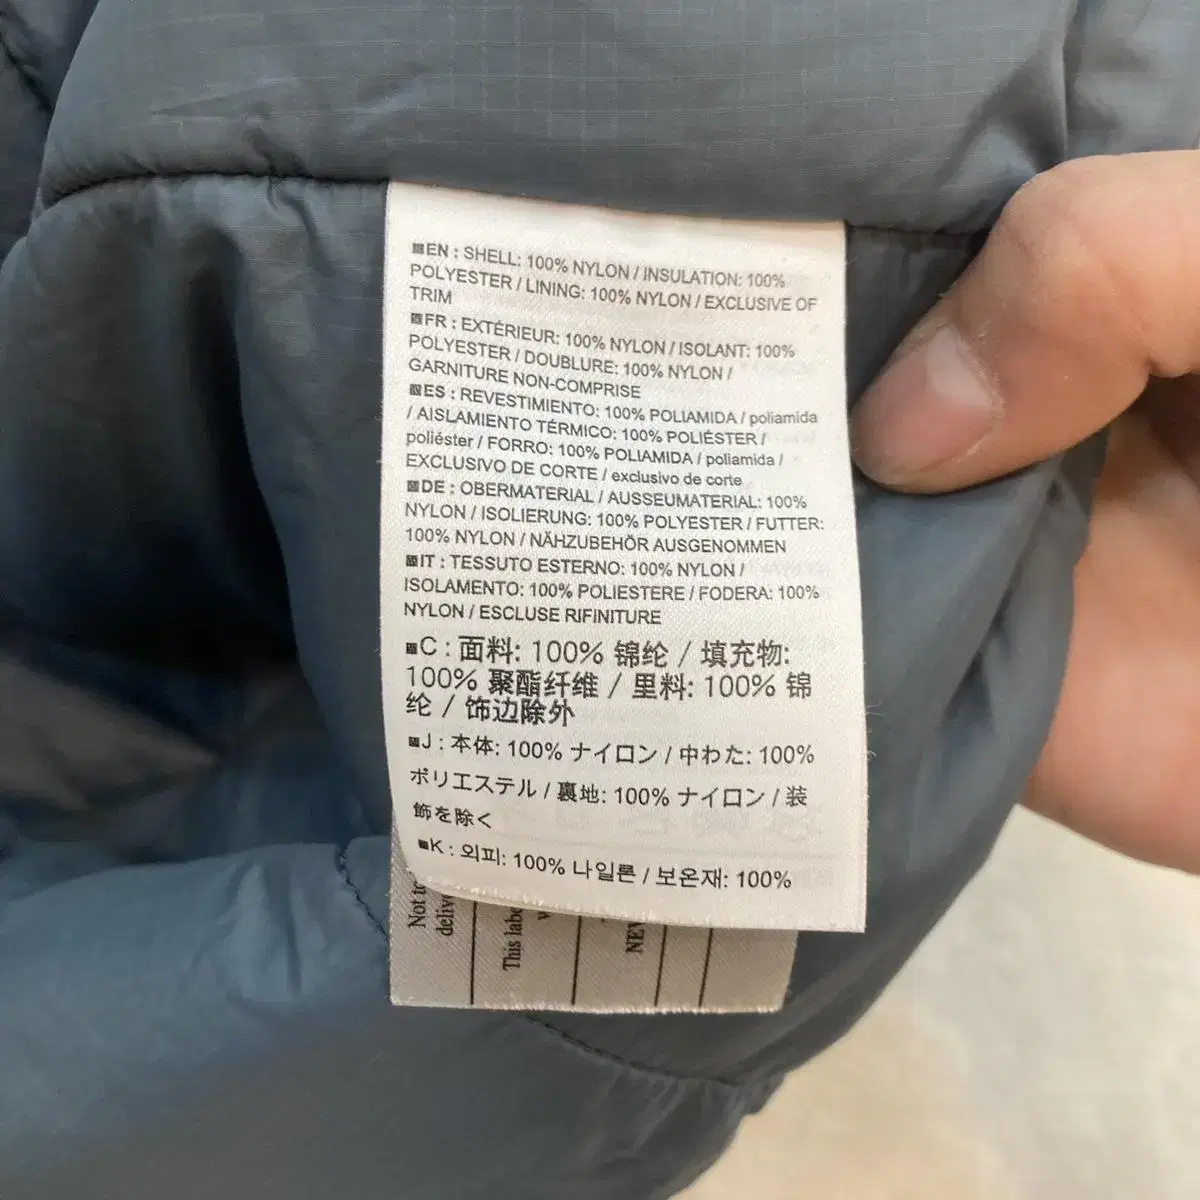 EN : SHELL: 100% NYLON / INSULATION: 100%
POLYESTER / LINING: 100% NYLON / EXCLUSIVE OF
TRIM
FR : EXTÉRIEUR: 100% NYLON / ISOLANT: 100%
POLYESTER / DOUBLURE: 100% NYLON /
GARNITURE NON-COMPRISE
ES : REVESTIMIENTO: 100% POLIAMIDA / poliamida
/ AISLAMIENTO TÉRMICO: 100% POLIÉSTER /
poliéster / FORRO: 100% POLIAMIDA / poliamida /
EXCLUSIVO DE CORTE / exclusivo de corte
DE : OBERMATERIAL / AUSSEUMATERIAL: 100%
NYLON / ISOLIERUNG: 100% POLYESTER / FUTTER:
100% NYLON / NÄHZUBEHÖR AUSGENOMMEN
IT : TESSUTO ESTERNO: 100% NYLON /
ISOLAMENTO: 100% POLIESTERE / FODERA: 100%
NYLON / ESCLUSE RIFINITURE
C : 面料: 100% 锦纶 / 填充物:
100% 聚酯纤维 / 里料: 100% 锦
纶 / 饰边除外
J : 本体: 100% ナイロン / 中わた: 100%
ポリエステル / 裏地: 100% ナイロン / 装
飾を除く
K : 외피: 100% 나일론 / 보온재: 100%
Not
This